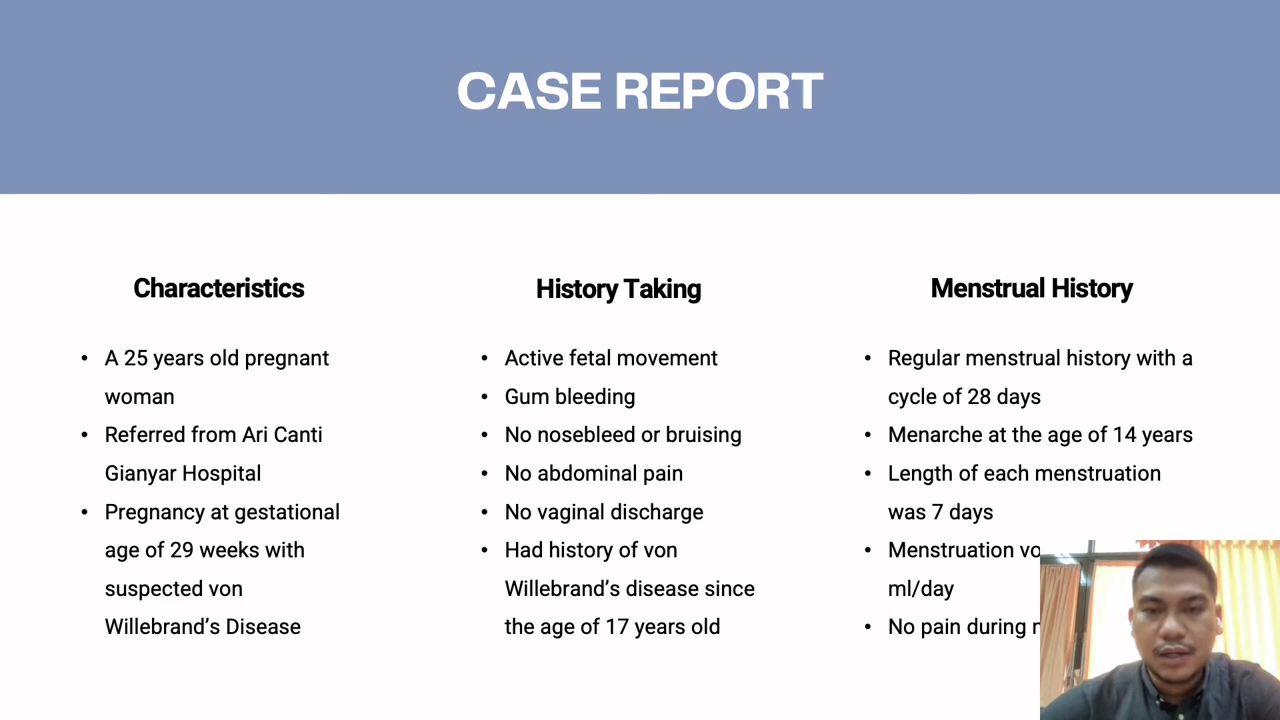 CASE REPORT
Characteristics
• A 25 years old pregnant
woman
• Referred from Ari Canti
Gianyar Hospital
• Pregnancy at gestational
age of 29 weeks with
suspected von
Willebrand’s Disease
History Taking
• Active fetal movement
• Gum bleeding
• No nosebleed or bruising
• No abdominal pain
• No vaginal discharge
• Had history of von
Willebrand’s disease since
the age of 17 years old
Menstrual History
• Regular menstrual history with a
cycle of 28 days
• Menarche at the age of 14 years
• Length of each menstruation
was 7 days
• Menstruation
ml/day
• No pain during